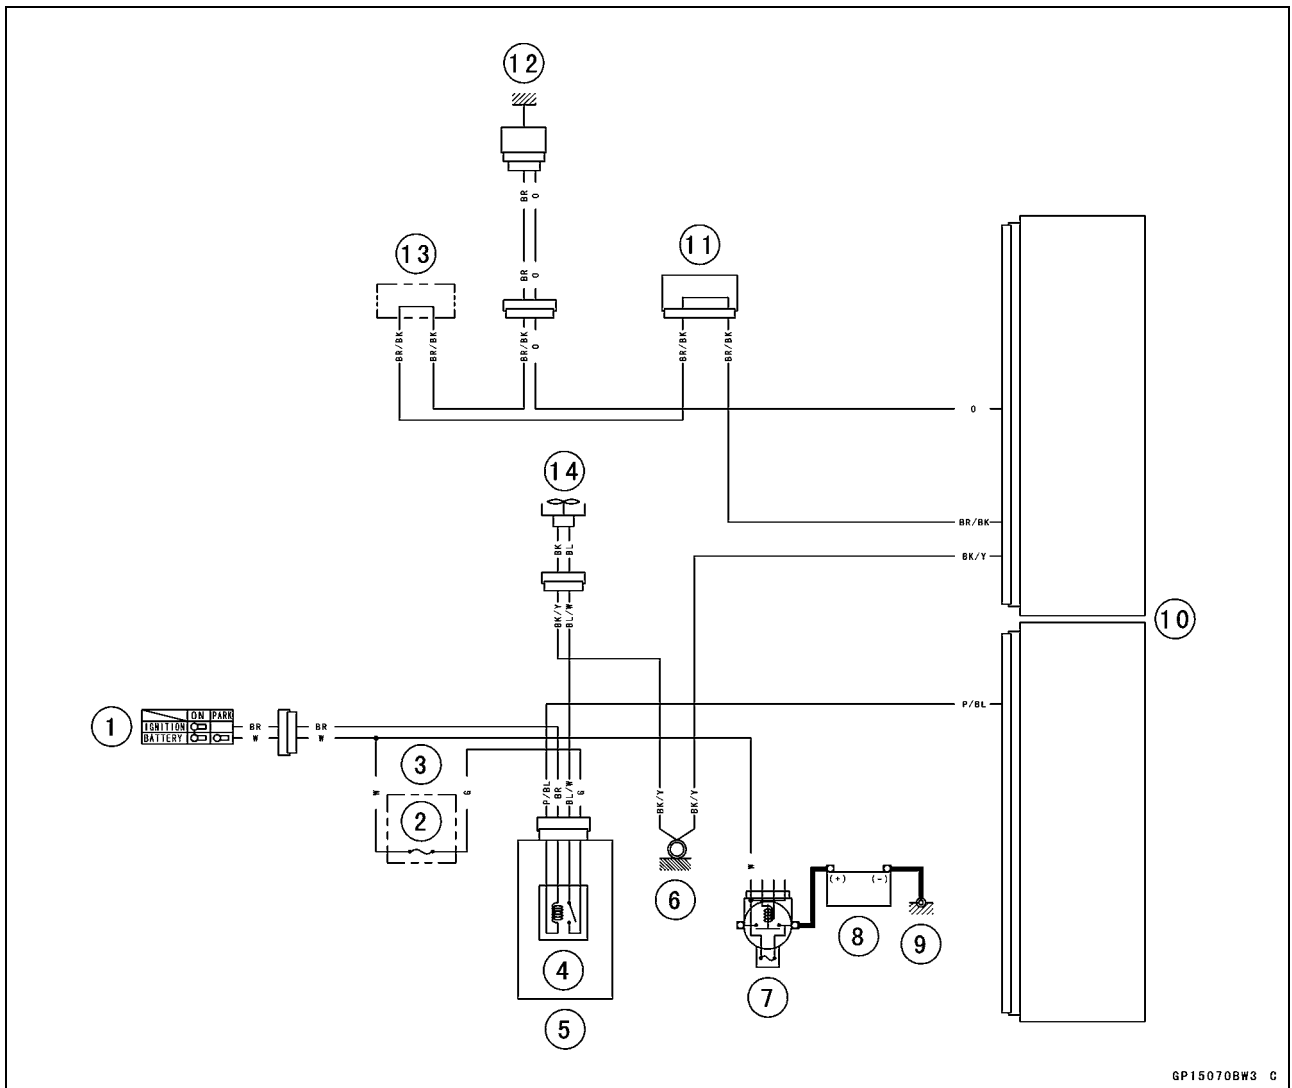 12
BR O
BR O
13
11
BR/BK BR/BK BR/BK O BR/BK BR/BK
O
14
BR/BK
BK BL
BK/Y
BK/Y BL/W
10
P/BL
ON PARK
1 IGNITION BR BR
BATTERY W W
3
W G P/BL BR BL/W G BK/Y BK/Y
2
W
(+) (-)
6
8
9
4
7
5
GP15070BW3 C